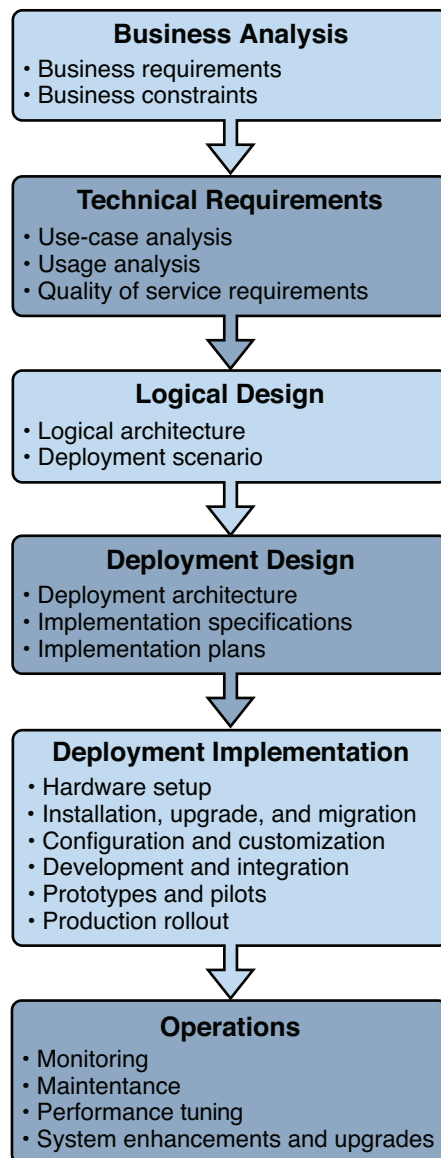 Business Analysis
• Business requirements
• Business constraints
Technical Requirements
• Use-case analysis
• Usage analysis
• Quality of service requirements
Logical Design
• Logical architecture
• Deployment scenario
Deployment Design
• Deployment architecture
• Implementation specifications
• Implementation plans
Deployment Implementation
• Hardware setup
• Installation, upgrade, and migration
• Configuration and customization
• Development and integration
• Prototypes and pilots
• Production rollout
Operations
• Monitoring
• Maintentance
• Performance tuning
• System enhancements and upgrades